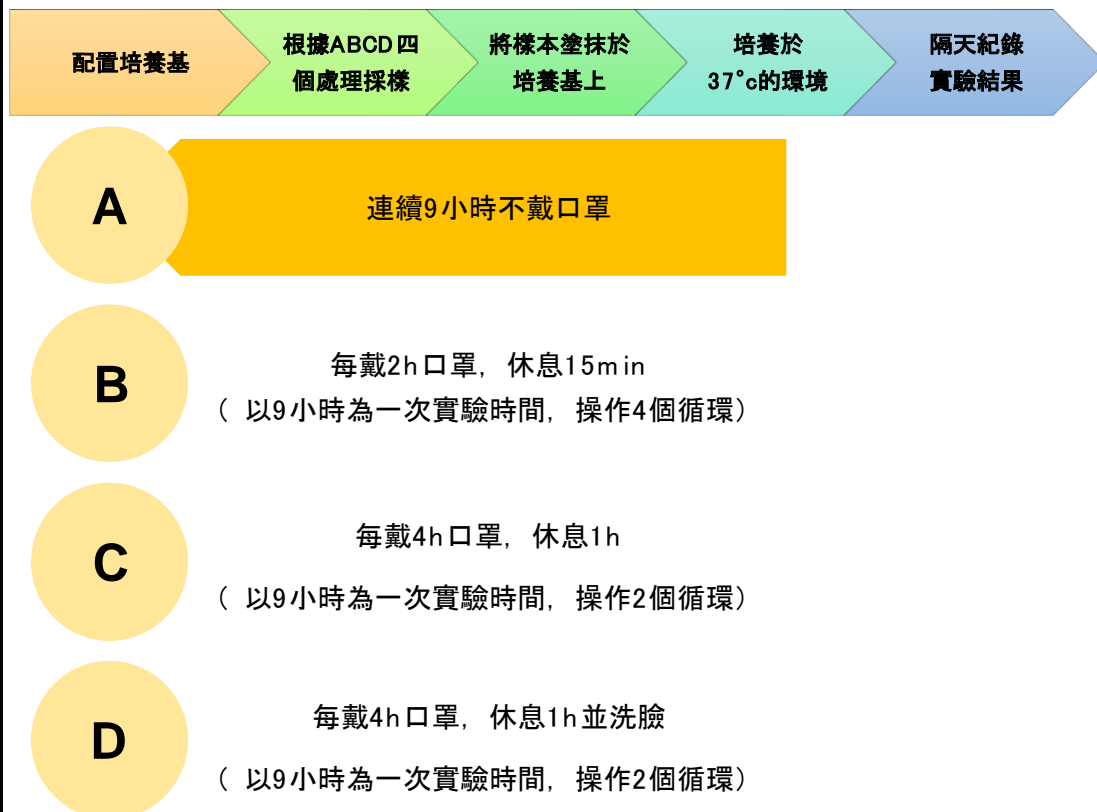 配置培養基
根據ABCD四
個處理採樣
將樣本塗抹於
培養基上
培養於
37°c的環境
隔天紀錄
實驗結果
A
連續9小時不戴口罩
B
每戴2h口罩, 休息15min
( 以9小時為一次實驗時間, 操作4個循環)
C
每戴4h口罩, 休息1h
( 以9小時為一次實驗時間, 操作2個循環)
D
每戴4h口罩, 休息1h並洗臉
( 以9小時為一次實驗時間, 操作2個循環)